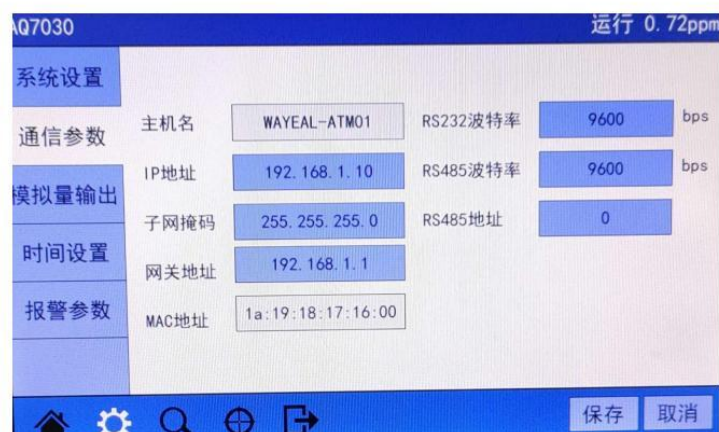 AQ7030 运行 0.72ppm
系统设置
通信参数
模拟量输出
时间设置
报警参数
主机名 WAYEAL-ATM01 RS232波特率 9600 bps
IP地址 192.168.1.10 RS485波特率 9600 bps
子网掩码 255.255.255.0 RS485地址 0
网关地址 192.168.1.1
MAC地址 1a:19:18:17:16:00
保存 取消